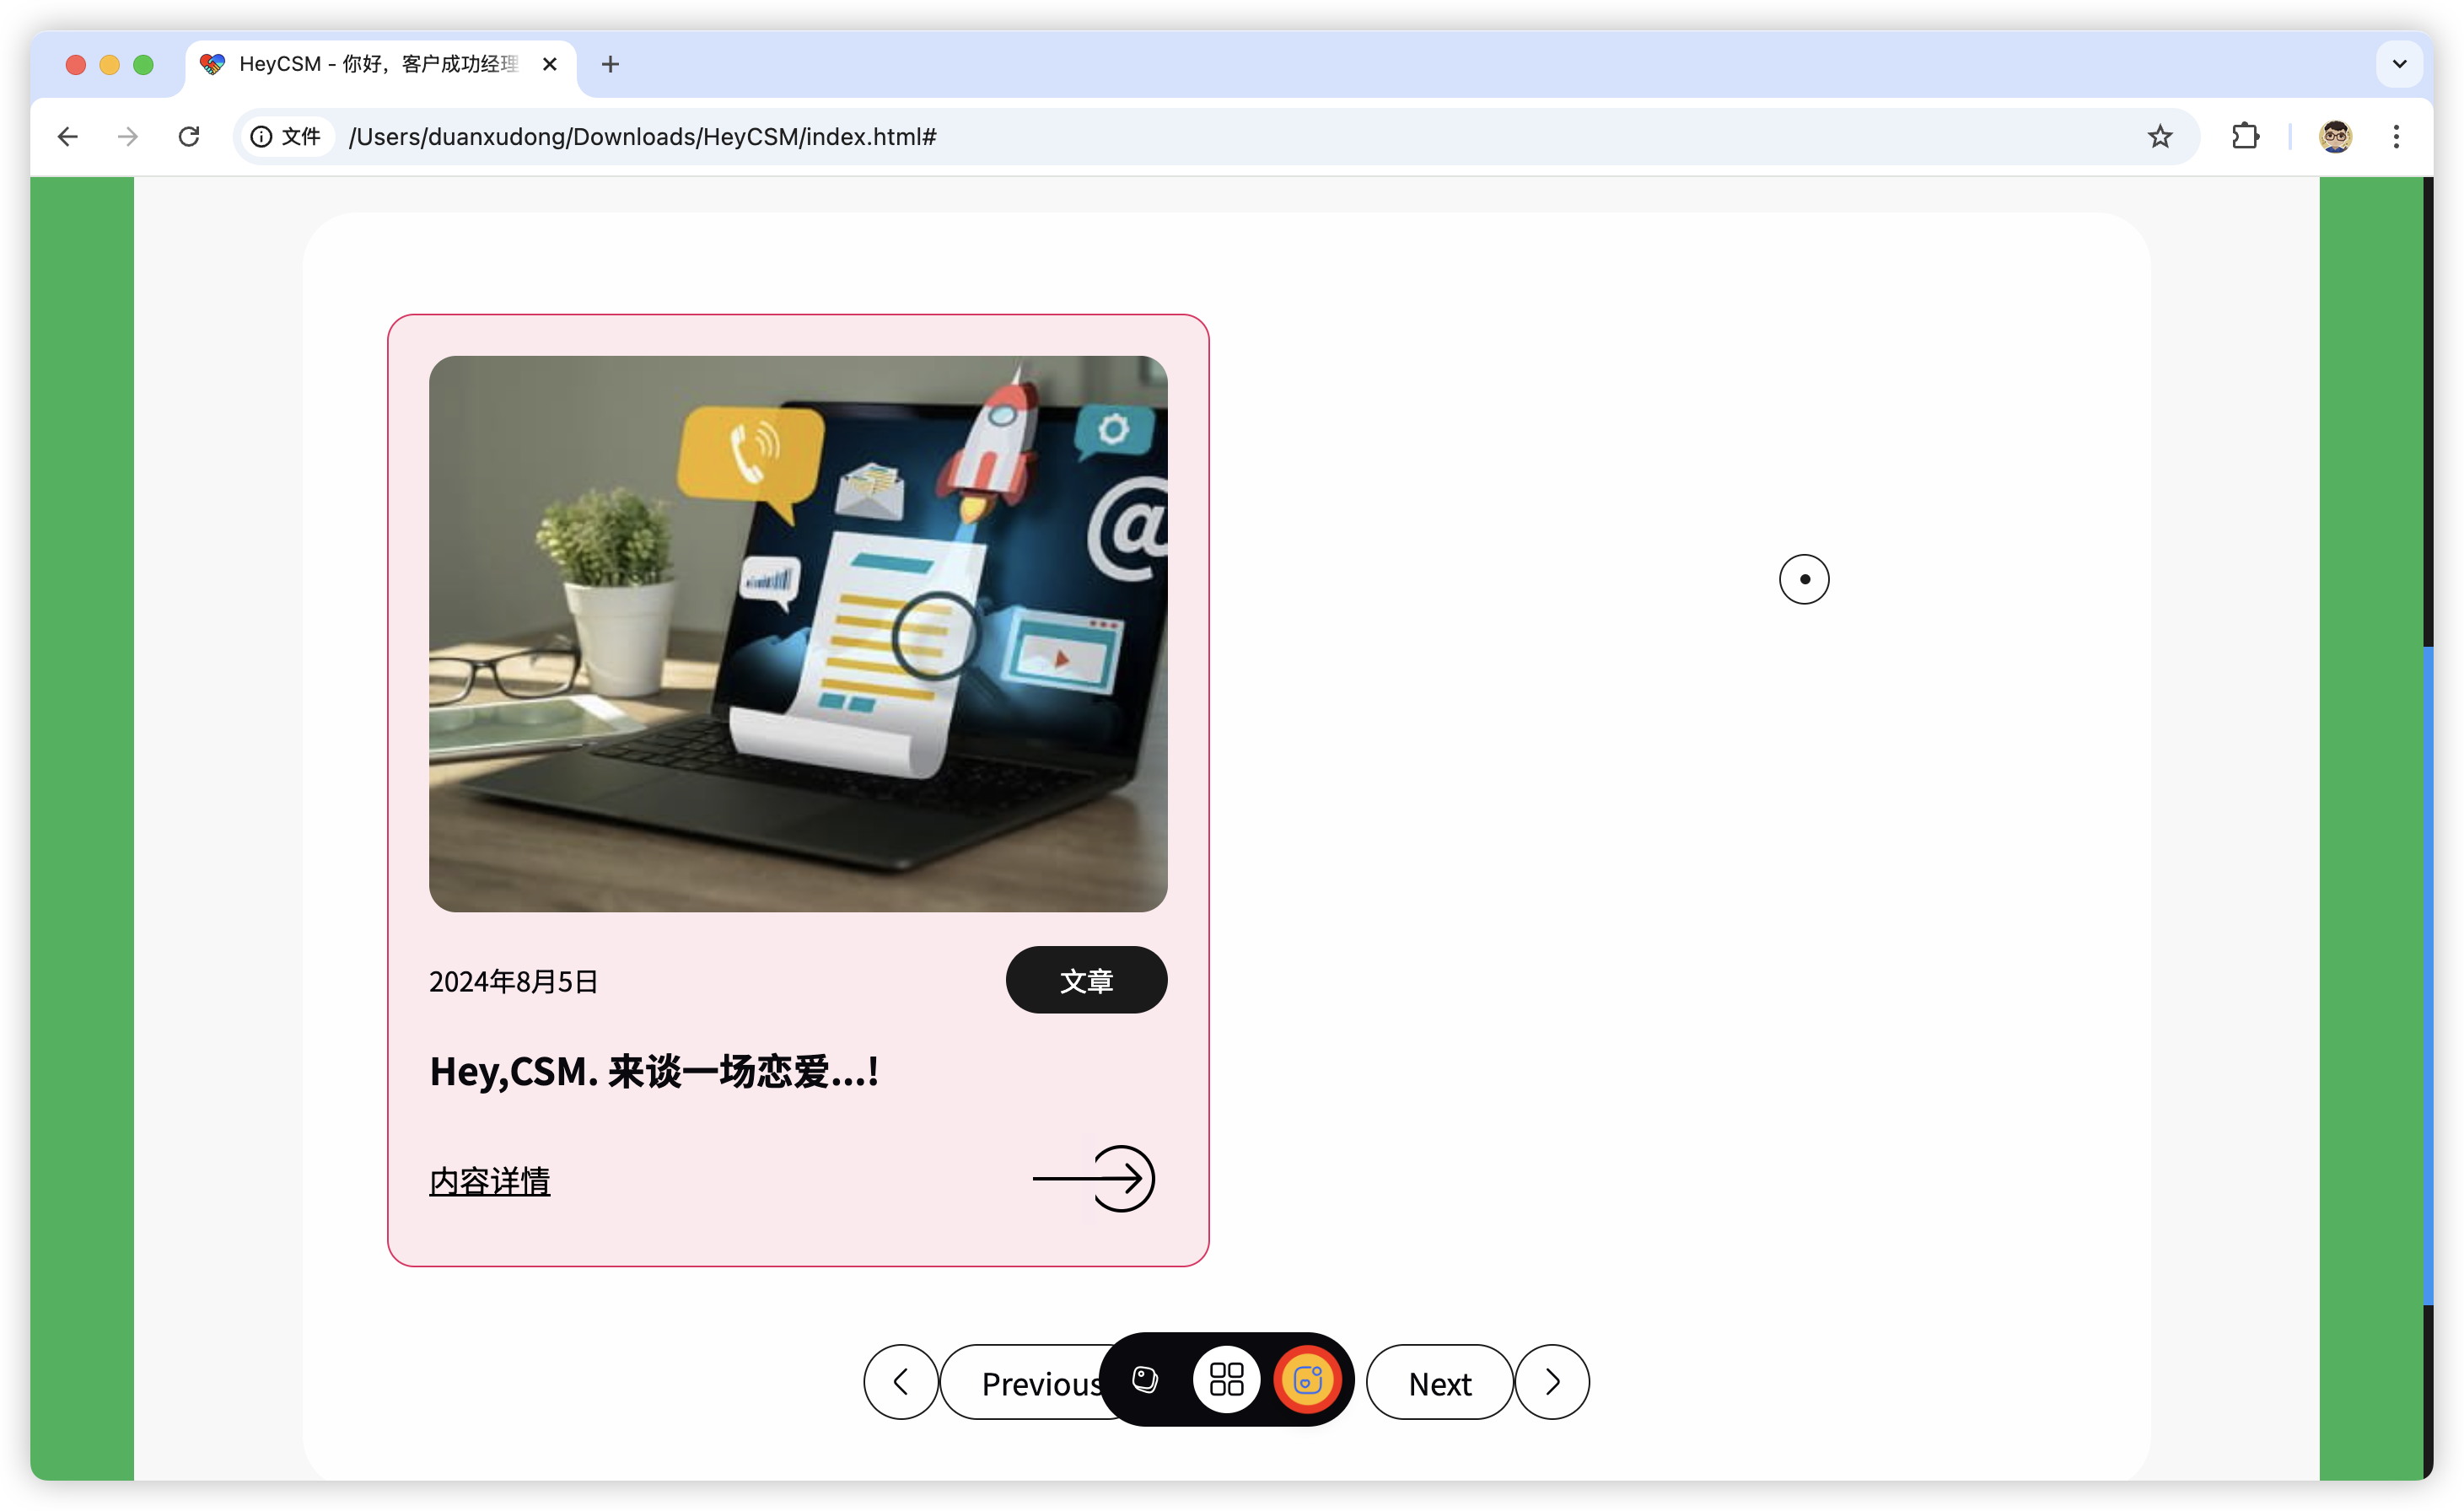 HeyCSM - 你好，客户成功经理
文件 /Users/duanxudong/Downloads/HeyCSM/index.html#
@
2024年8月5日
文章
Hey,CSM. 来谈一场恋爱...!
内容详情
Previous
Next